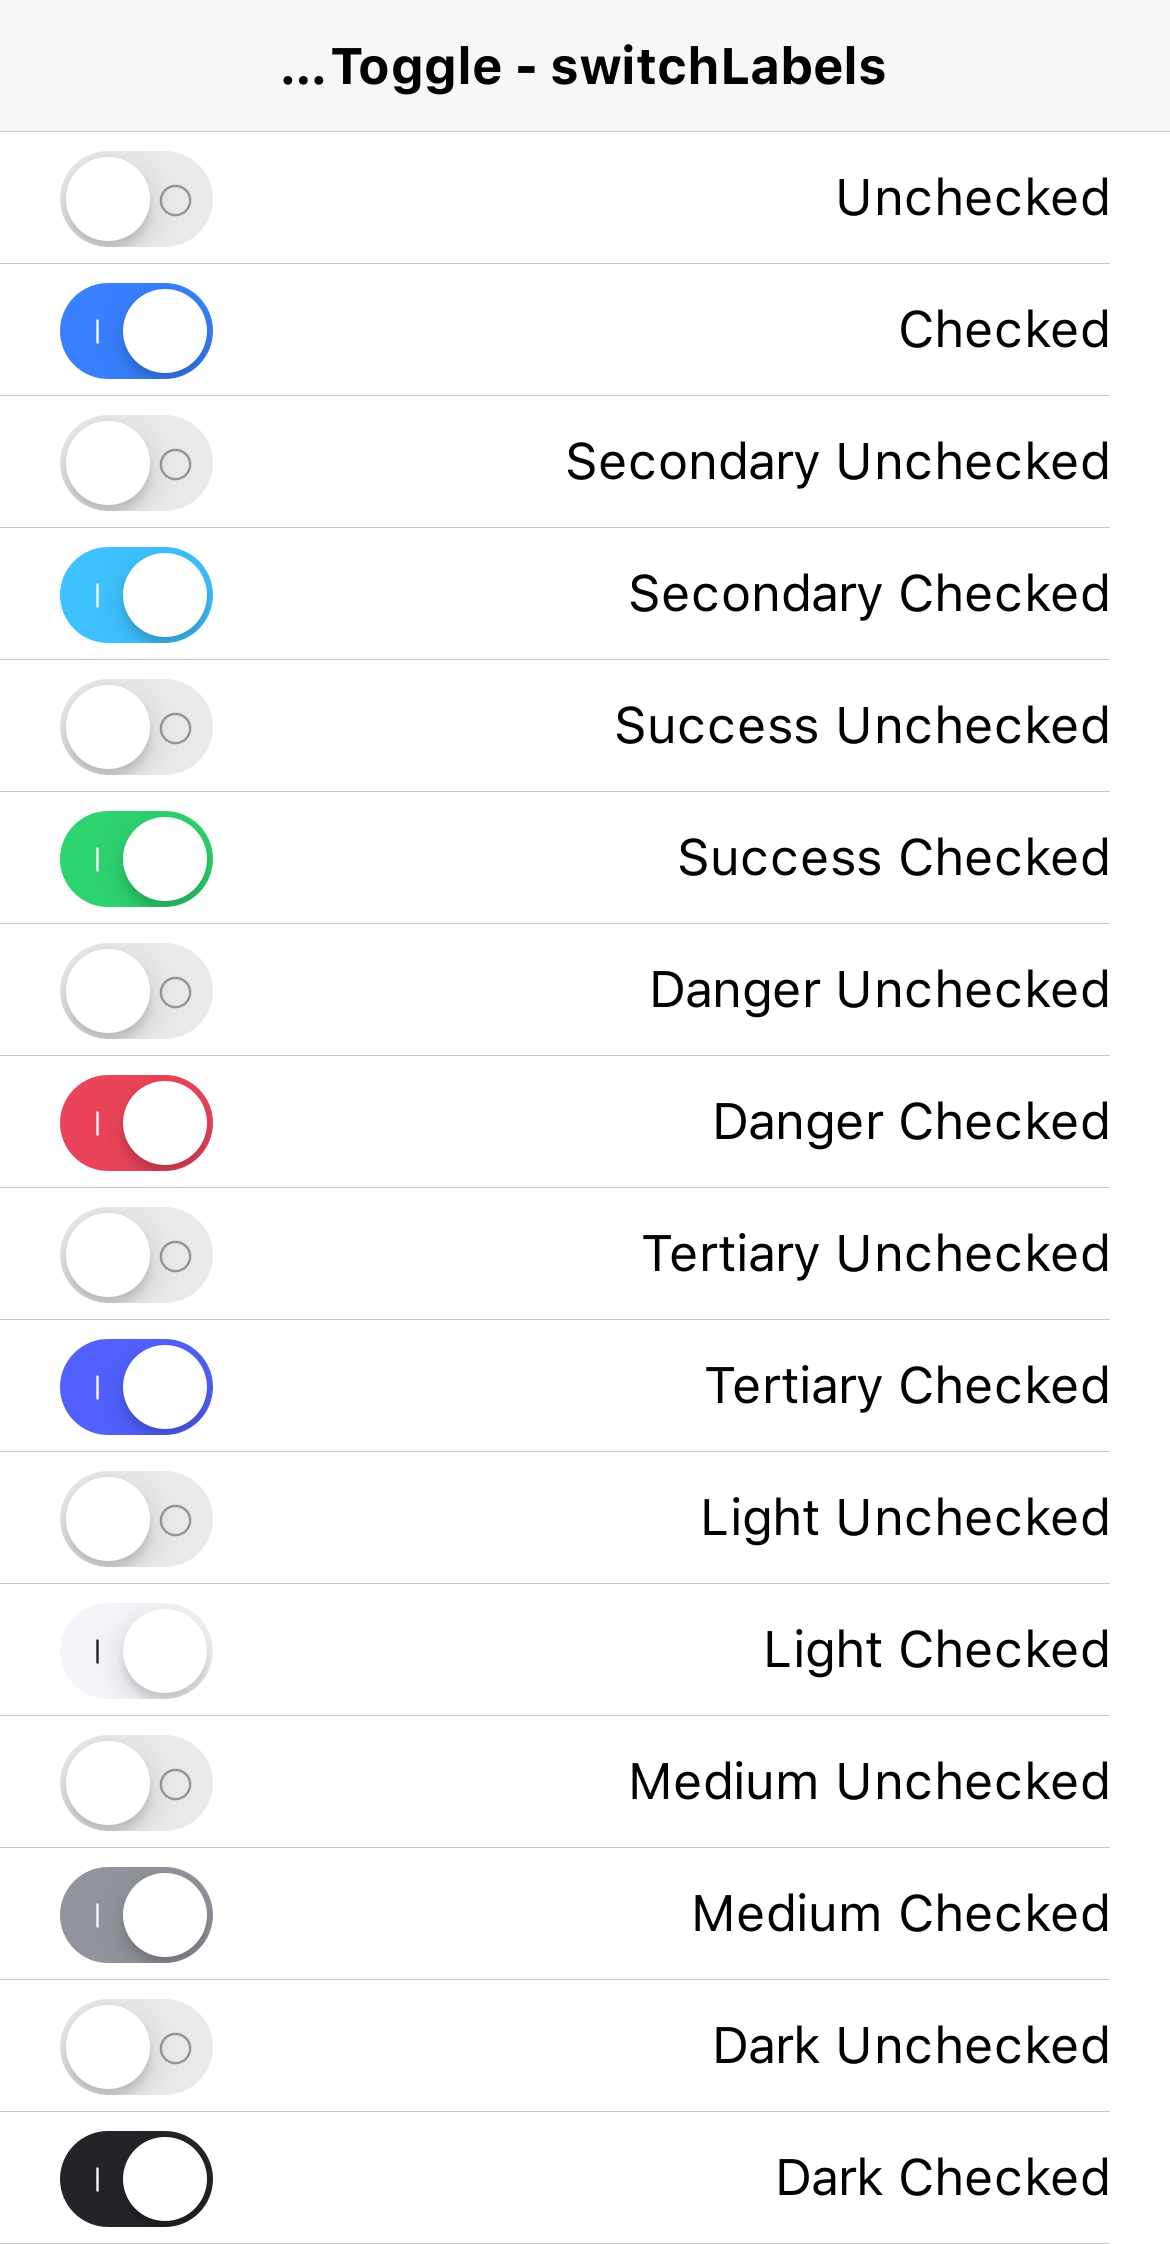 ...Toggle - switchLabels
Unchecked
Checked
Secondary Unchecked
Secondary Checked
Success Unchecked
Success Checked
Danger Unchecked
Danger Checked
Tertiary Unchecked
Tertiary Checked
Light Unchecked
Light Checked
Medium Unchecked
Medium Checked
Dark Unchecked
Dark Checked